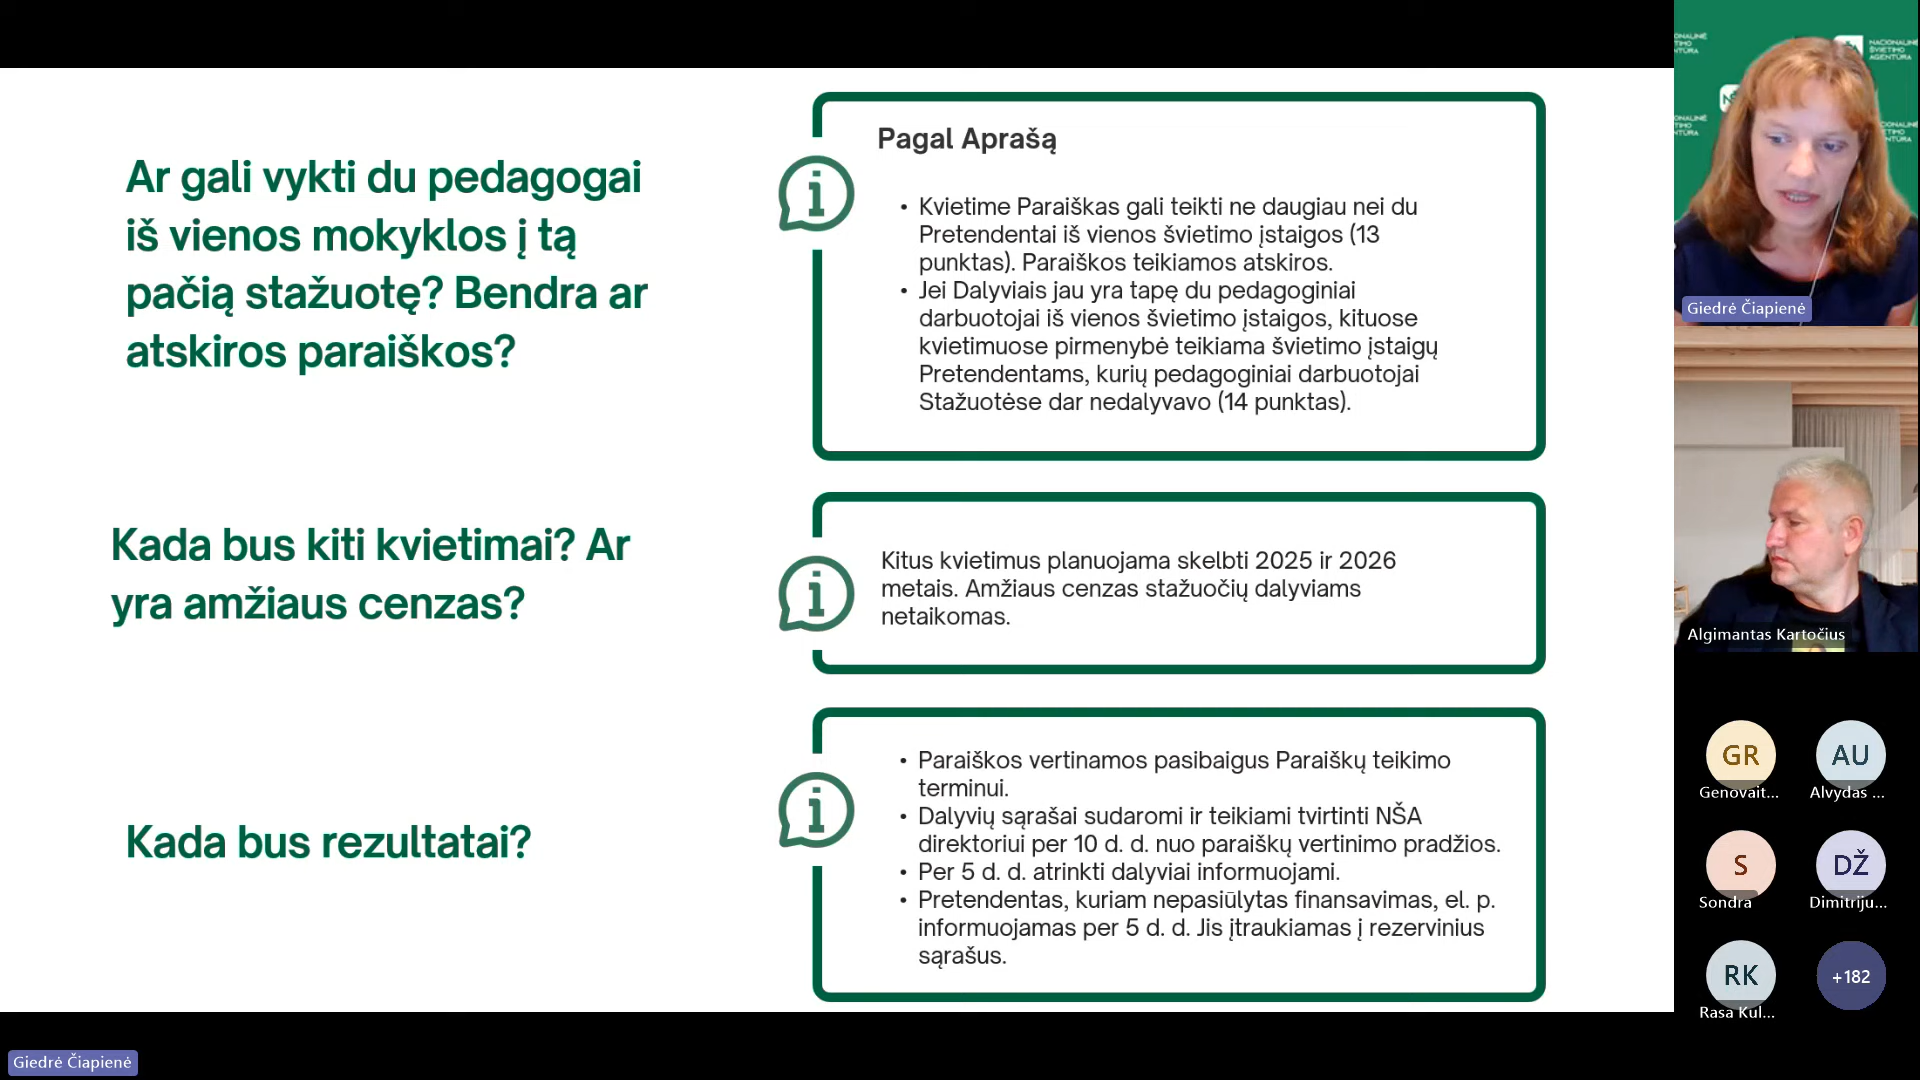 Ar gali vykti du pedagogai
iš vienos mokyklos į tą
pačią stažuotę? Bendra ar
atskiros paraiškos?
Pagal Aprašą
• Kvietime Paraiškas gali teikti ne daugiau nei du
Pretendentai iš vienos švietimo įstaigos (13
punktas). Paraiškos teikiamos atskiros.
• Jei Dalyviais jau yra tapę du pedagoginiai
darbuotojai iš vienos švietimo įstaigos, kituose
kvietimuose pirmenybė teikiama švietimo įstaigų
Pretendentams, kurių pedagoginiai darbuotojai
Stažuotėse dar nedalyvavo (14 punktas).
Kada bus kiti kvietimai? Ar
yra amžiaus cenzas?
Kitus kvietimus planuojama skelbti 2025 ir 2026
metais. Amžiaus cenzas stažuočių dalyviams
netaikomas.
Kada bus rezultatai?
• Paraiškos vertinamos pasibaigus Paraiškų teikimo
terminui.
• Dalyvių sąrašai sudaromi ir teikiami tvirtinti NŠA
direktoriui per 10 d. d. nuo paraiškų vertinimo pradžios.
• Per 5 d. d. atrinkti dalyviai informuojami.
• Pretendentas, kuriam nepasiūlytas finansavimas, el. p.
informuojamas per 5 d. d. Jis įtraukiamas į rezervinius
sąrašus.
NACIONALINĖ
ŠVIETIMO
AGENTŪRA
Giedrė Čiapienė
Algimantas Kartočius
GR
Genovait...
AU
Alvydas ...
S
Sondra
DŽ
Dimitriju...
RK
Rasa Kul...
+182
Giedrė Čiapienė